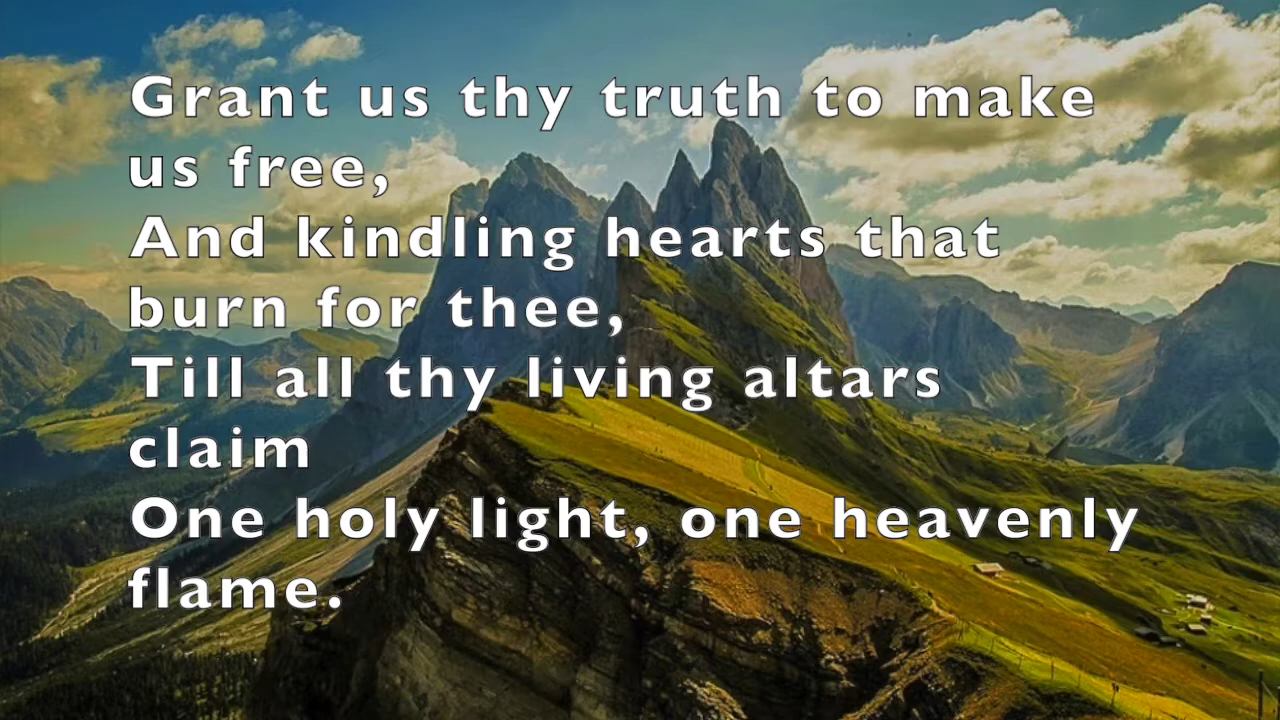 Grant us thy truth to make
us free,
And kindling hearts that
burn for thee,
Till all thy living altars
claim
One holy light, one heavenly
flame.